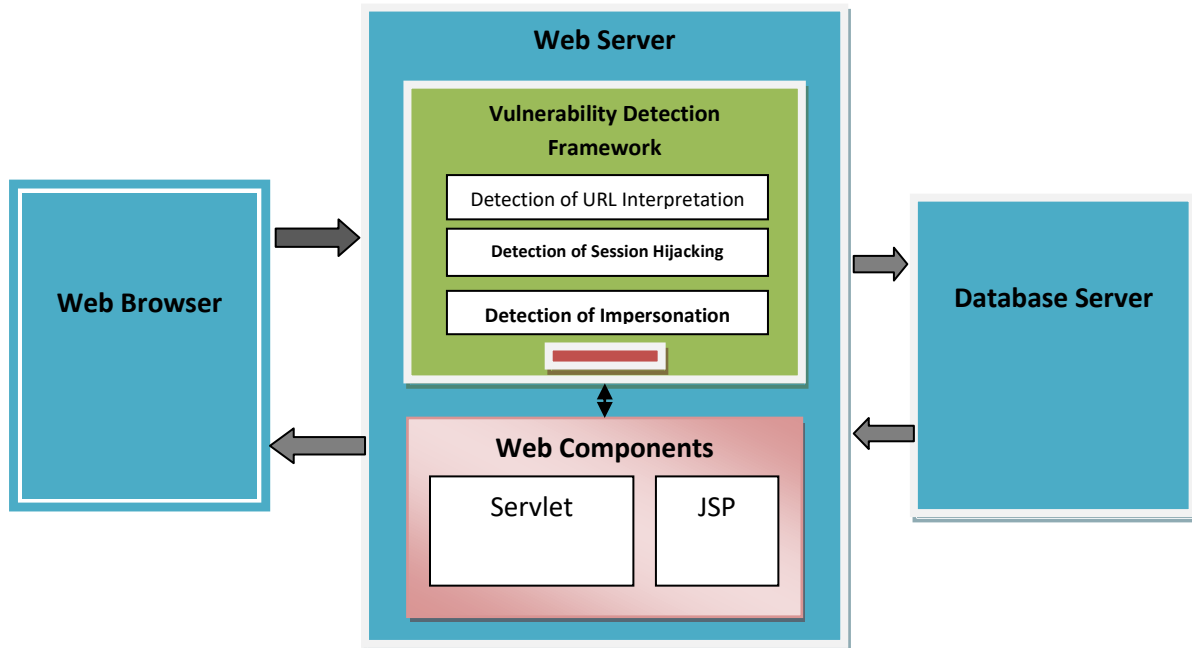 Web Server
Vulnerability Detection
Framework
Detection of URL Interpretation
Detection of Session Hijacking
Detection of Impersonation
Web Browser
Database Server
Web Components
Servlet
JSP